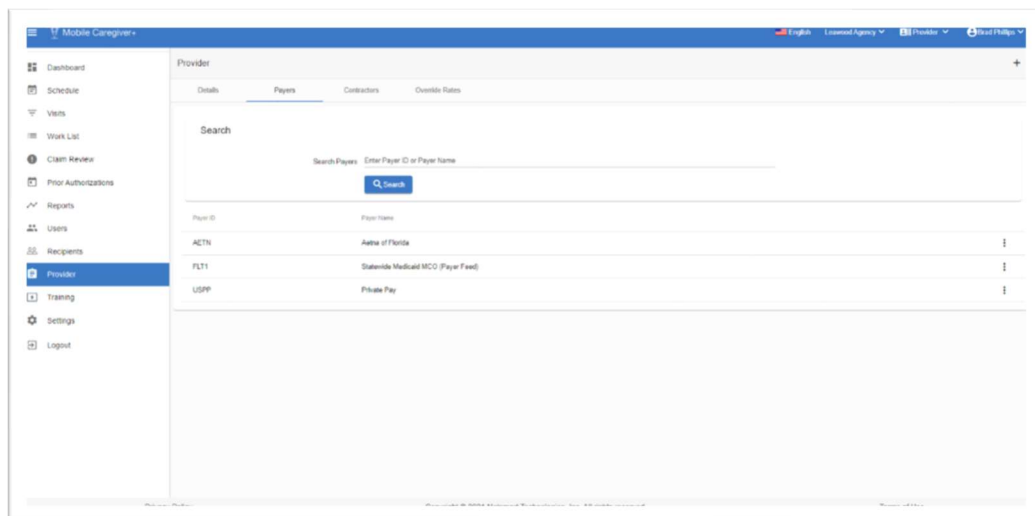 Mobile Caregiver+
English Leawood Agency Provider Brad Phillips
Dashboard
Schedule
Visits
Work List
Claim Review
Prior Authorizations
Reports
Users
Recipients
Provider
Training
Settings
Logout
Provider
Details Payers Contractors Override Rates
Search
Search Payers Enter Payer ID or Payer Name
Search
Payer ID Payer Name
AETN Aetna of Florida
FLT1 Statewide Medicaid MCO (Payer Feed)
USPP Private Pay